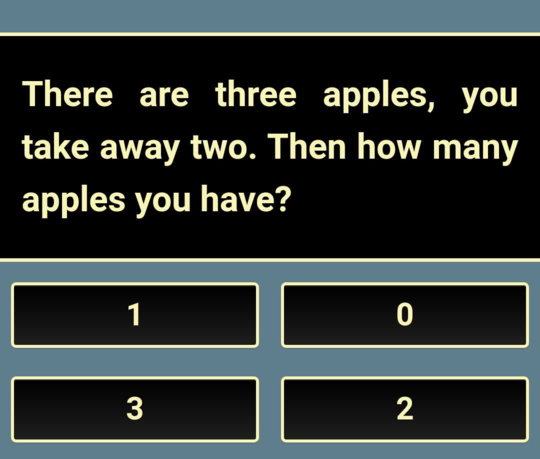 There are three apples, you
take away two. Then how many
apples you have?
1
0
3
2